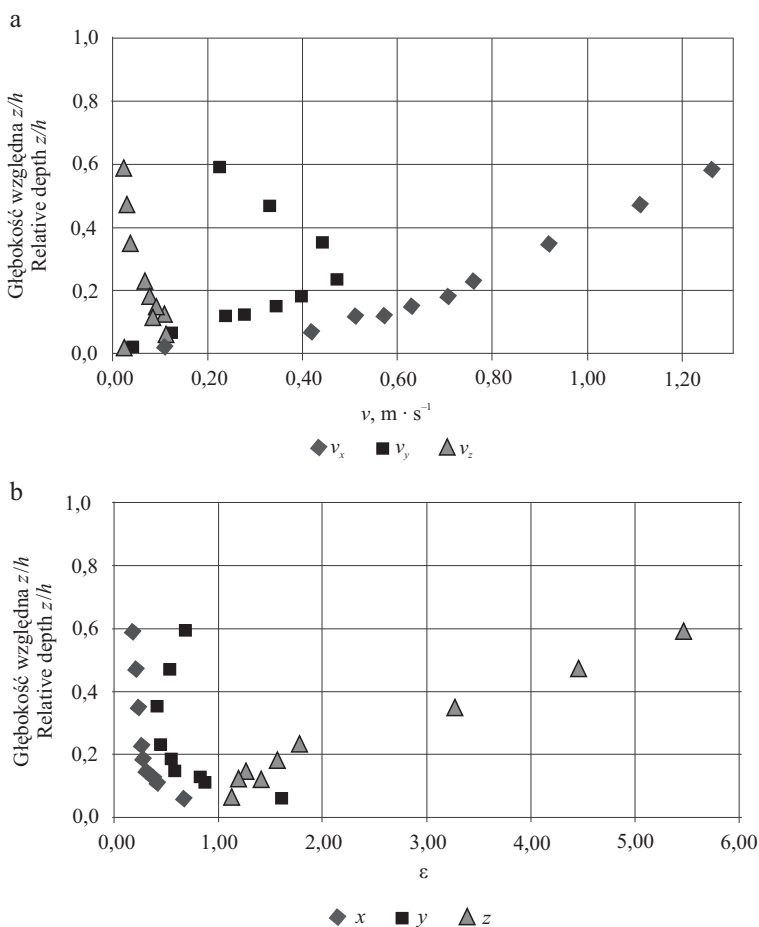 a
Głębokość względna z/h
Relative depth z/h
1,0
0,8
0,6
0,4
0,2
0,0
0,00 0,20 0,40 0,60 0,80 1,00 1,20
v, m · s⁻¹
vₓ vᵧ v_z
b
Głębokość względna z/h
Relative depth z/h
1,0
0,8
0,6
0,4
0,2
0,0
0,00 1,00 2,00 3,00 4,00 5,00 6,00
ε
x y z